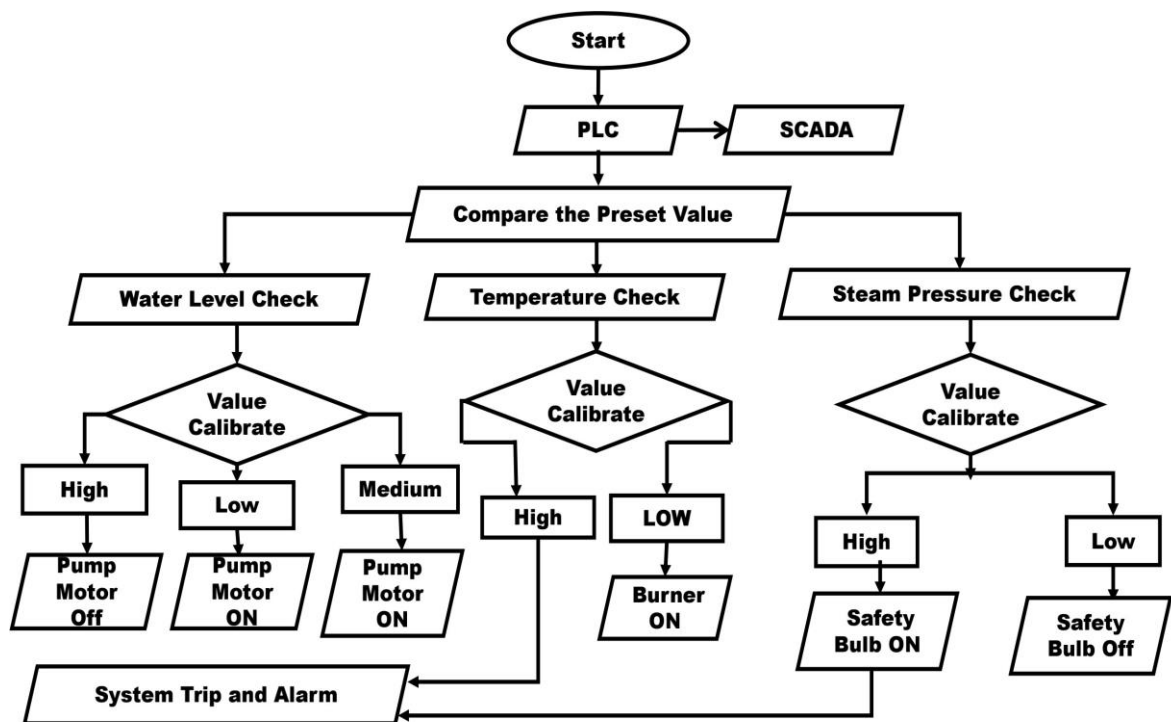 Start
PLC
SCADA
Compare the Preset Value
Water Level Check
Temperature Check
Steam Pressure Check
Value
Calibrate
Value
Calibrate
Value
Calibrate
High
Low
Medium
High
LOW
High
Low
Pump
Motor
Off
Pump
Motor
ON
Pump
Motor
ON
Burner
ON
Safety
Bulb ON
Safety
Bulb Off
System Trip and Alarm